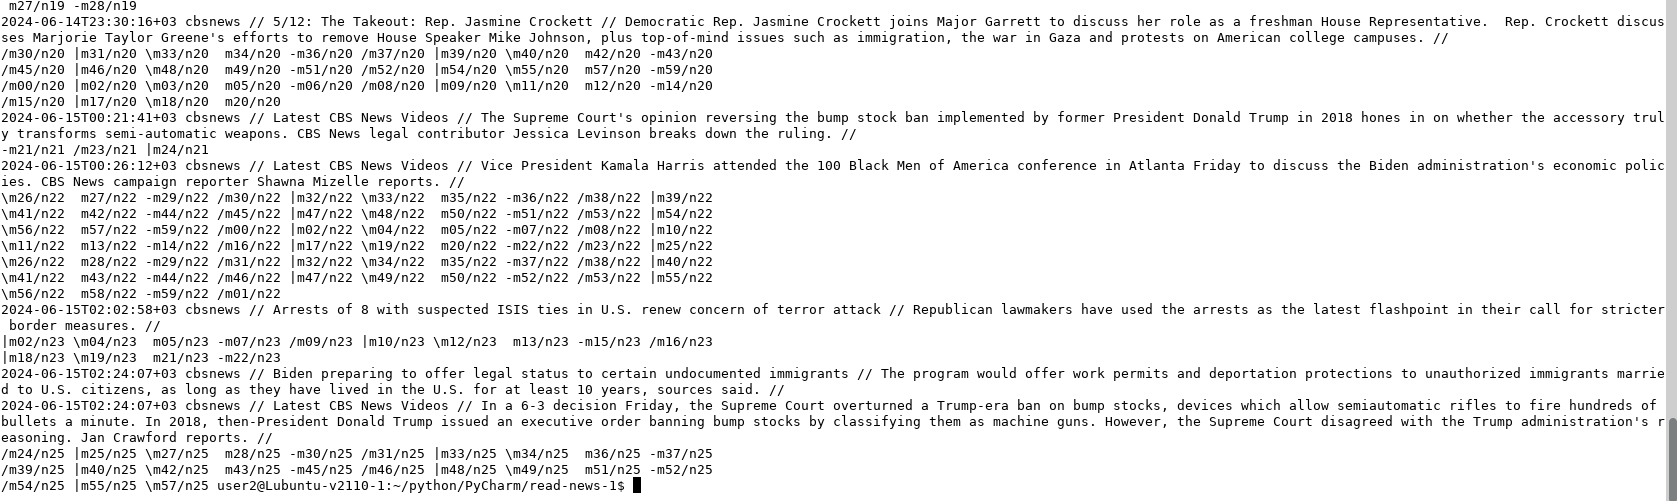 m27/n19 -m28/n19
2024-06-14T23:30:16+03 cbsnews // 5/12: The Takeout: Rep. Jasmine Crockett // Democratic Rep. Jasmine Crockett joins Major Garrett to discuss her role as a freshman House Representative.  Rep. Crockett discus
ses Marjorie Taylor Greene's efforts to remove House Speaker Mike Johnson, plus top-of-mind issues such as immigration, the war in Gaza and protests on American college campuses. //
/m30/n20 |m31/n20 \m33/n20  m34/n20 -m36/n20 /m37/n20 |m39/n20 \m40/n20  m42/n20 -m43/n20
/m45/n20 |m46/n20 \m48/n20  m49/n20 -m51/n20 /m52/n20 |m54/n20 \m55/n20  m57/n20 -m59/n20
/m00/n20 |m02/n20 \m03/n20  m05/n20 -m06/n20 /m08/n20 |m09/n20 \m11/n20  m12/n20 -m14/n20
/m15/n20 |m17/n20 \m18/n20  m20/n20
2024-06-15T00:21:41+03 cbsnews // Latest CBS News Videos // The Supreme Court's opinion reversing the bump stock ban implemented by former President Donald Trump in 2018 hones in on whether the accessory trul
y transforms semi-automatic weapons. CBS News legal contributor Jessica Levinson breaks down the ruling. //
-m21/n21 /m23/n21 |m24/n21
2024-06-15T00:26:12+03 cbsnews // Latest CBS News Videos // Vice President Kamala Harris attended the 100 Black Men of America conference in Atlanta Friday to discuss the Biden administration's economic polic
ies. CBS News campaign reporter Shawna Mizelle reports. //
\m26/n22  m27/n22 -m29/n22 /m30/n22 |m32/n22 \m33/n22  m35/n22 -m36/n22 /m38/n22 |m39/n22
\m41/n22  m42/n22 -m44/n22 /m45/n22 |m47/n22 \m48/n22  m50/n22 -m51/n22 /m53/n22 |m54/n22
\m56/n22  m57/n22 -m59/n22 /m00/n22 |m02/n22 \m04/n22  m05/n22 -m07/n22 /m08/n22 |m10/n22
\m11/n22  m13/n22 -m14/n22 /m16/n22 |m17/n22 \m19/n22  m20/n22 -m22/n22 /m23/n22 |m25/n22
\m26/n22  m28/n22 -m29/n22 /m31/n22 |m32/n22 \m34/n22  m35/n22 -m37/n22 /m38/n22 |m40/n22
\m41/n22  m43/n22 -m44/n22 /m46/n22 |m47/n22 \m49/n22  m50/n22 -m52/n22 /m53/n22 |m55/n22
\m56/n22  m58/n22 -m59/n22 /m01/n22
2024-06-15T02:02:58+03 cbsnews // Arrests of 8 with suspected ISIS ties in U.S. renew concern of terror attack // Republican lawmakers have used the arrests as the latest flashpoint in their call for stricter
 border measures. //
|m02/n23 \m04/n23  m05/n23 -m07/n23 /m09/n23 |m10/n23 \m12/n23  m13/n23 -m15/n23 /m16/n23
|m18/n23 \m19/n23  m21/n23 -m22/n23
2024-06-15T02:24:07+03 cbsnews // Biden preparing to offer legal status to certain undocumented immigrants // The program would offer work permits and deportation protections to unauthorized immigrants marrie
d to U.S. citizens, as long as they have lived in the U.S. for at least 10 years, sources said. //
2024-06-15T02:24:07+03 cbsnews // Latest CBS News Videos // In a 6-3 decision Friday, the Supreme Court overturned a Trump-era ban on bump stocks, devices which allow semiautomatic rifles to fire hundreds of
bullets a minute. In 2018, then-President Donald Trump issued an executive order banning bump stocks by classifying them as machine guns. However, the Supreme Court disagreed with the Trump administration's r
easoning. Jan Crawford reports. //
/m24/n25 |m25/n25 \m27/n25  m28/n25 -m30/n25 /m31/n25 |m33/n25 \m34/n25  m36/n25 -m37/n25
/m39/n25 |m40/n25 \m42/n25  m43/n25 -m45/n25 /m46/n25 |m48/n25 \m49/n25  m51/n25 -m52/n25
/m54/n25 |m55/n25 \m57/n25 user2@Lubuntu-v2110-1:~/python/PyCharm/read-news-1$